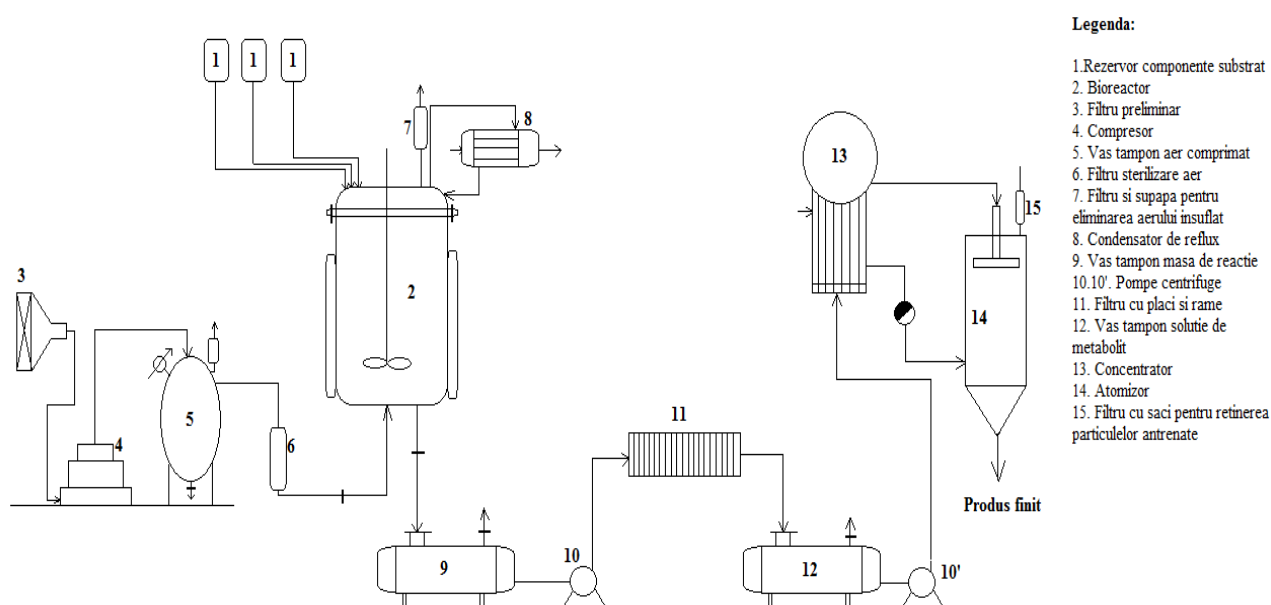 1
1
1
7
8
2
3
4
5
6
9
10
11
12
10'
13
14
15
Produs finit
Legenda:
1.Rezervor componente substrat
2. Bioreactor
3. Filtru preliminar
4. Compresor
5. Vas tampon aer comprimat
6. Filtru sterilizare aer
7. Filtru si supapa pentru
eliminarea aerului insuflat
8. Condensator de reflux
9. Vas tampon masa de reactie
10.10'. Pompe centrifuge
11. Filtru cu placi si rame
12. Vas tampon solutie de
metabolit
13. Concentrator
14. Atomizor
15. Filtru cu saci pentru retinerea
particulelor antrenate